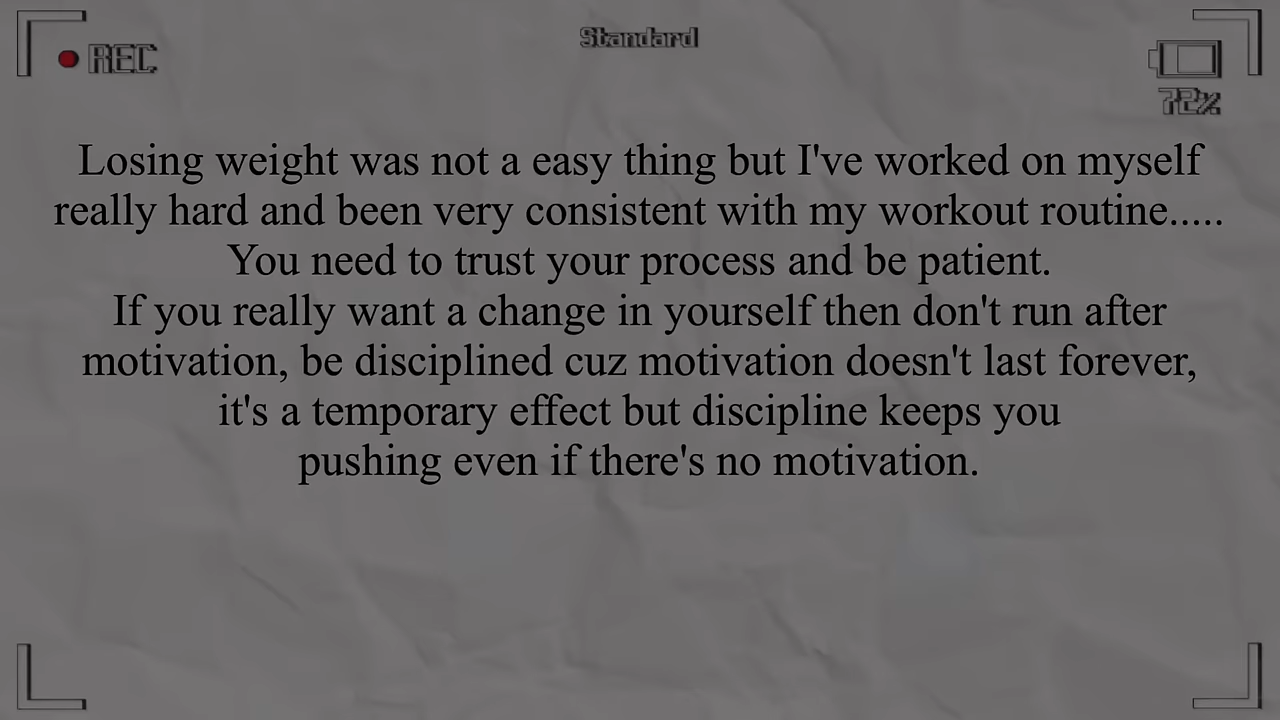 Standard
REC
72%
Losing weight was not a easy thing but I've worked on myself
really hard and been very consistent with my workout routine.....
You need to trust your process and be patient.
If you really want a change in yourself then don't run after
motivation, be disciplined cuz motivation doesn't last forever,
it's a temporary effect but discipline keeps you
pushing even if there's no motivation.